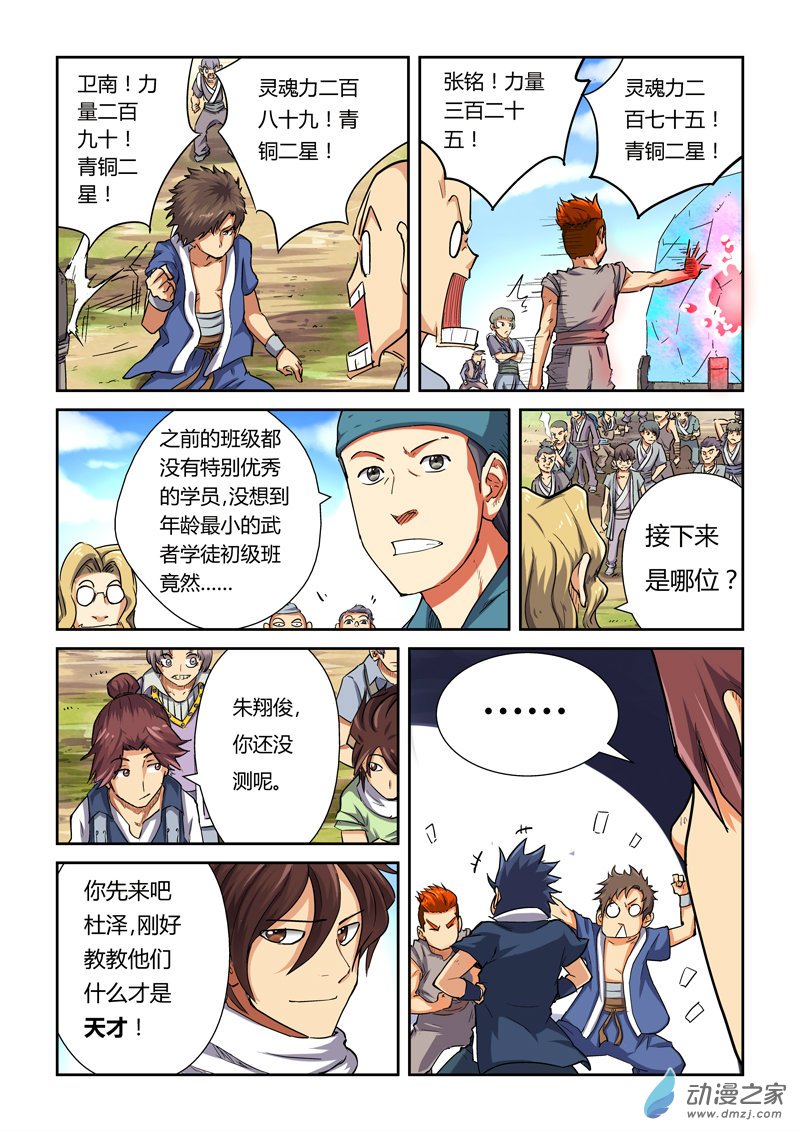 卫南！力
量二百
九十！
青铜二
星！
灵魂力二百
八十九！青
铜二星！
张铭！力量
三百二十
五！
灵魂力二
百七十五！
青铜二星！
之前的班级都
没有特别优秀
的学员，没想到
年龄最小的武
者学徒初级班
竟然……
接下来
是哪位？
朱翔俊，
你还没
测呢。
……
你先来吧
杜泽，刚好
教教他们
什么才是
天才！
动漫之家
www.dmzj.com